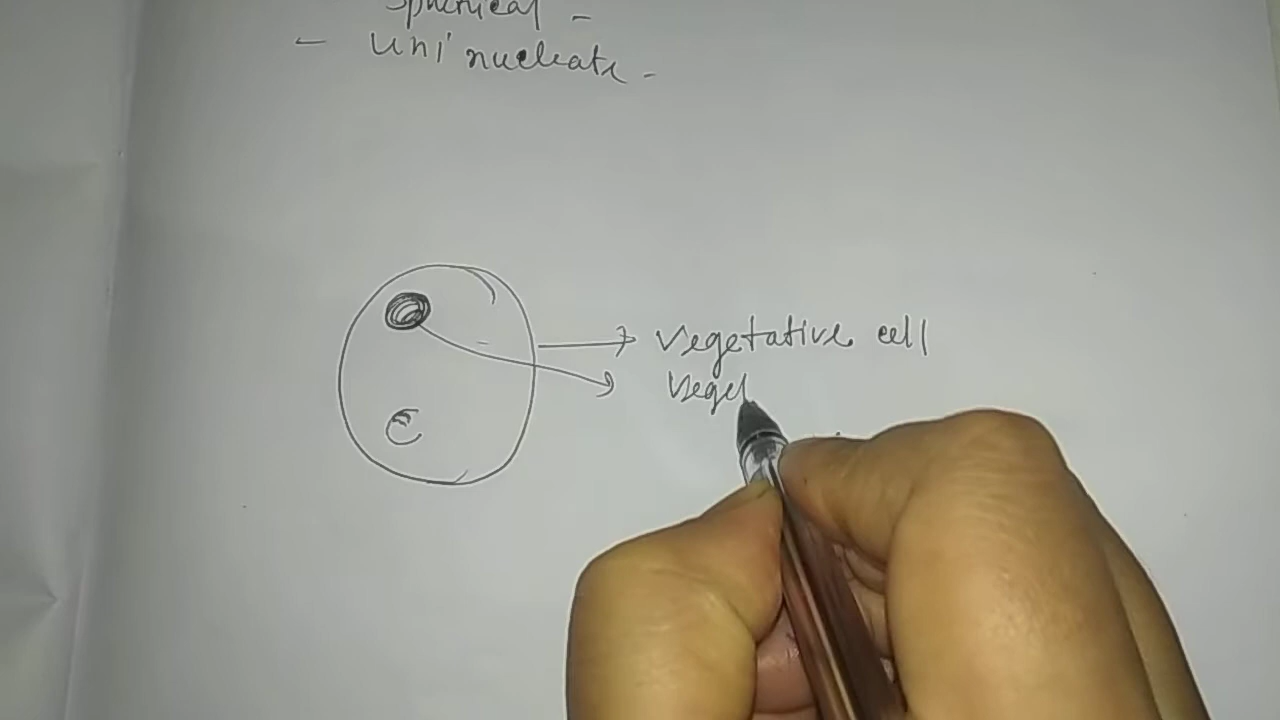 spherical -
- uni nucleate -
vegetative cell
veget